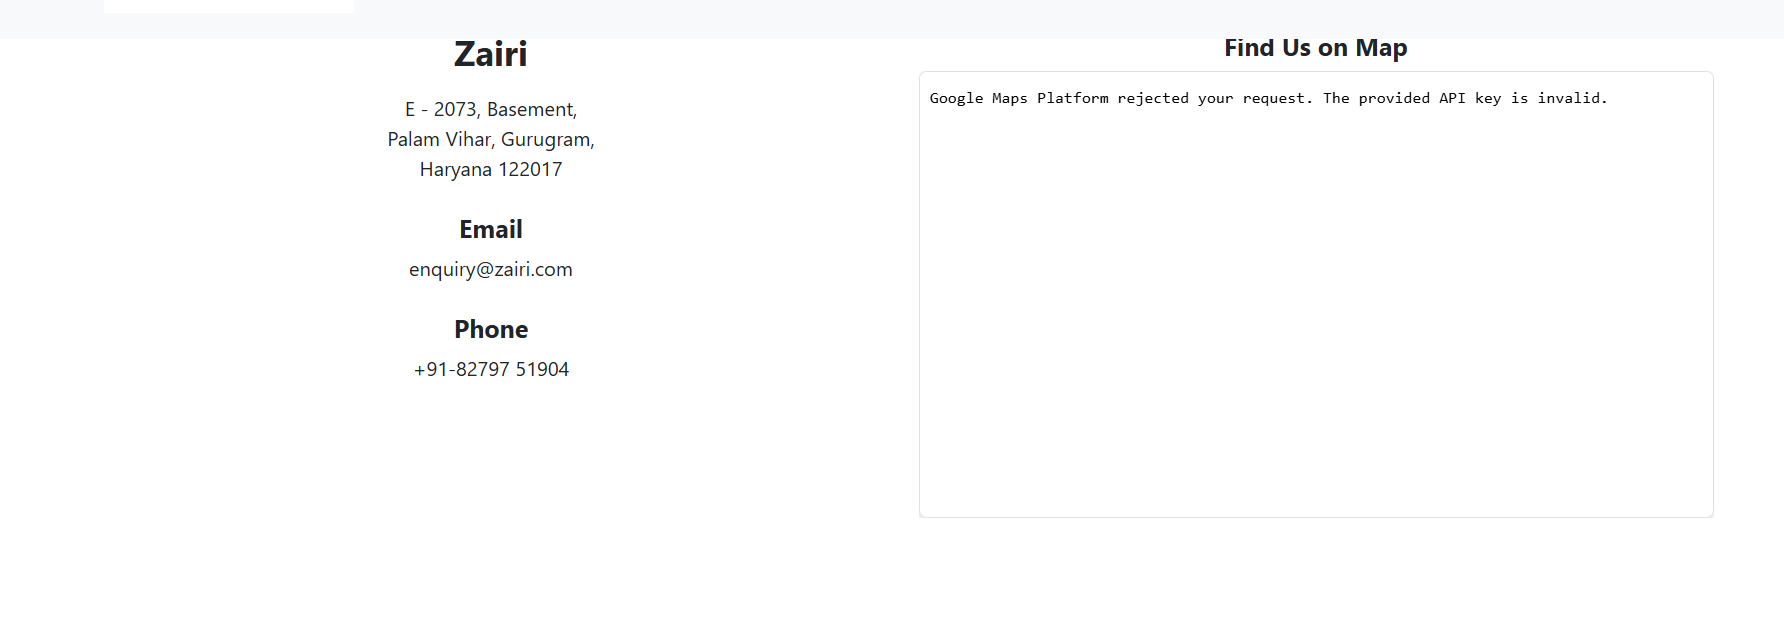 Zairi
E - 2073, Basement,
Palam Vihar, Gurugram,
Haryana 122017
Email
enquiry@zairi.com
Phone
+91-82797 51904
Find Us on Map
Google Maps Platform rejected your request. The provided API key is invalid.